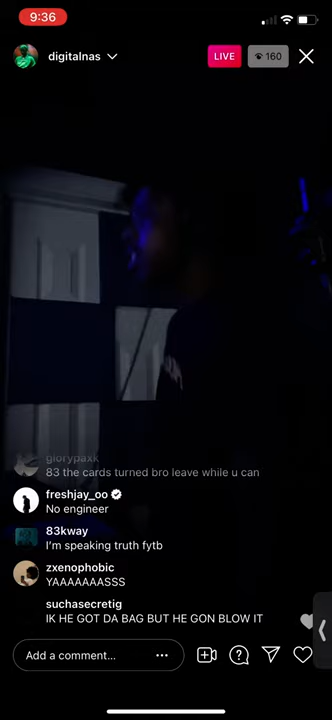 9:36
digitalnas
LIVE
160
glorypaxk
83 the cards turned bro leave while u can
freshjay_oo
No engineer
83kway
I'm speaking truth fytb
zxenophobic
YAAAAAAASSS
suchasecretig
IK HE GOT DA BAG BUT HE GON BLOW IT
Add a comment...